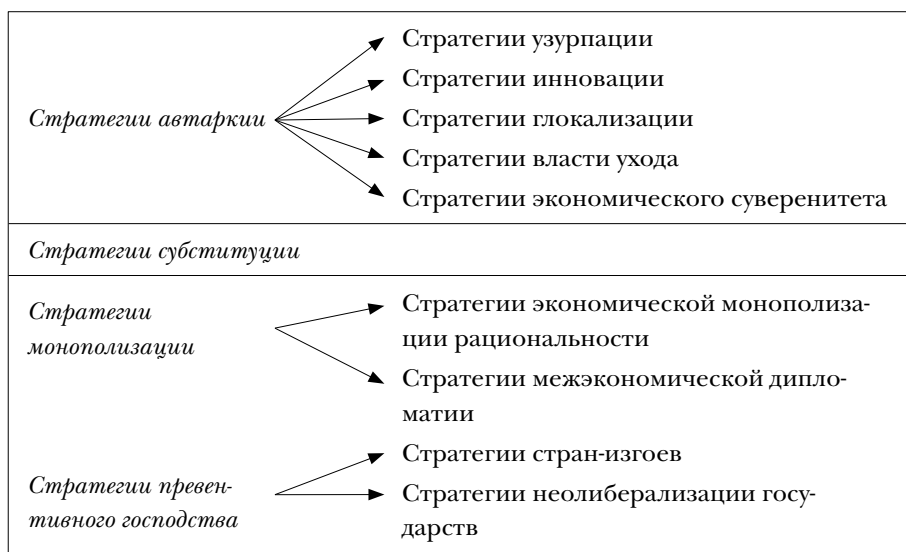 Стратегии автаркии
Стратегии узурпации
Стратегии инновации
Стратегии глокализации
Стратегии власти ухода
Стратегии экономического суверенитета
Стратегии субституции
Стратегии
монополизации
Стратегии экономической монополиза-
ции рациональности
Стратегии межэкономической дипло-
матии
Стратегии превен-
тивного господства
Стратегии стран-изгоев
Стратегии неолиберализации госу-
дарств